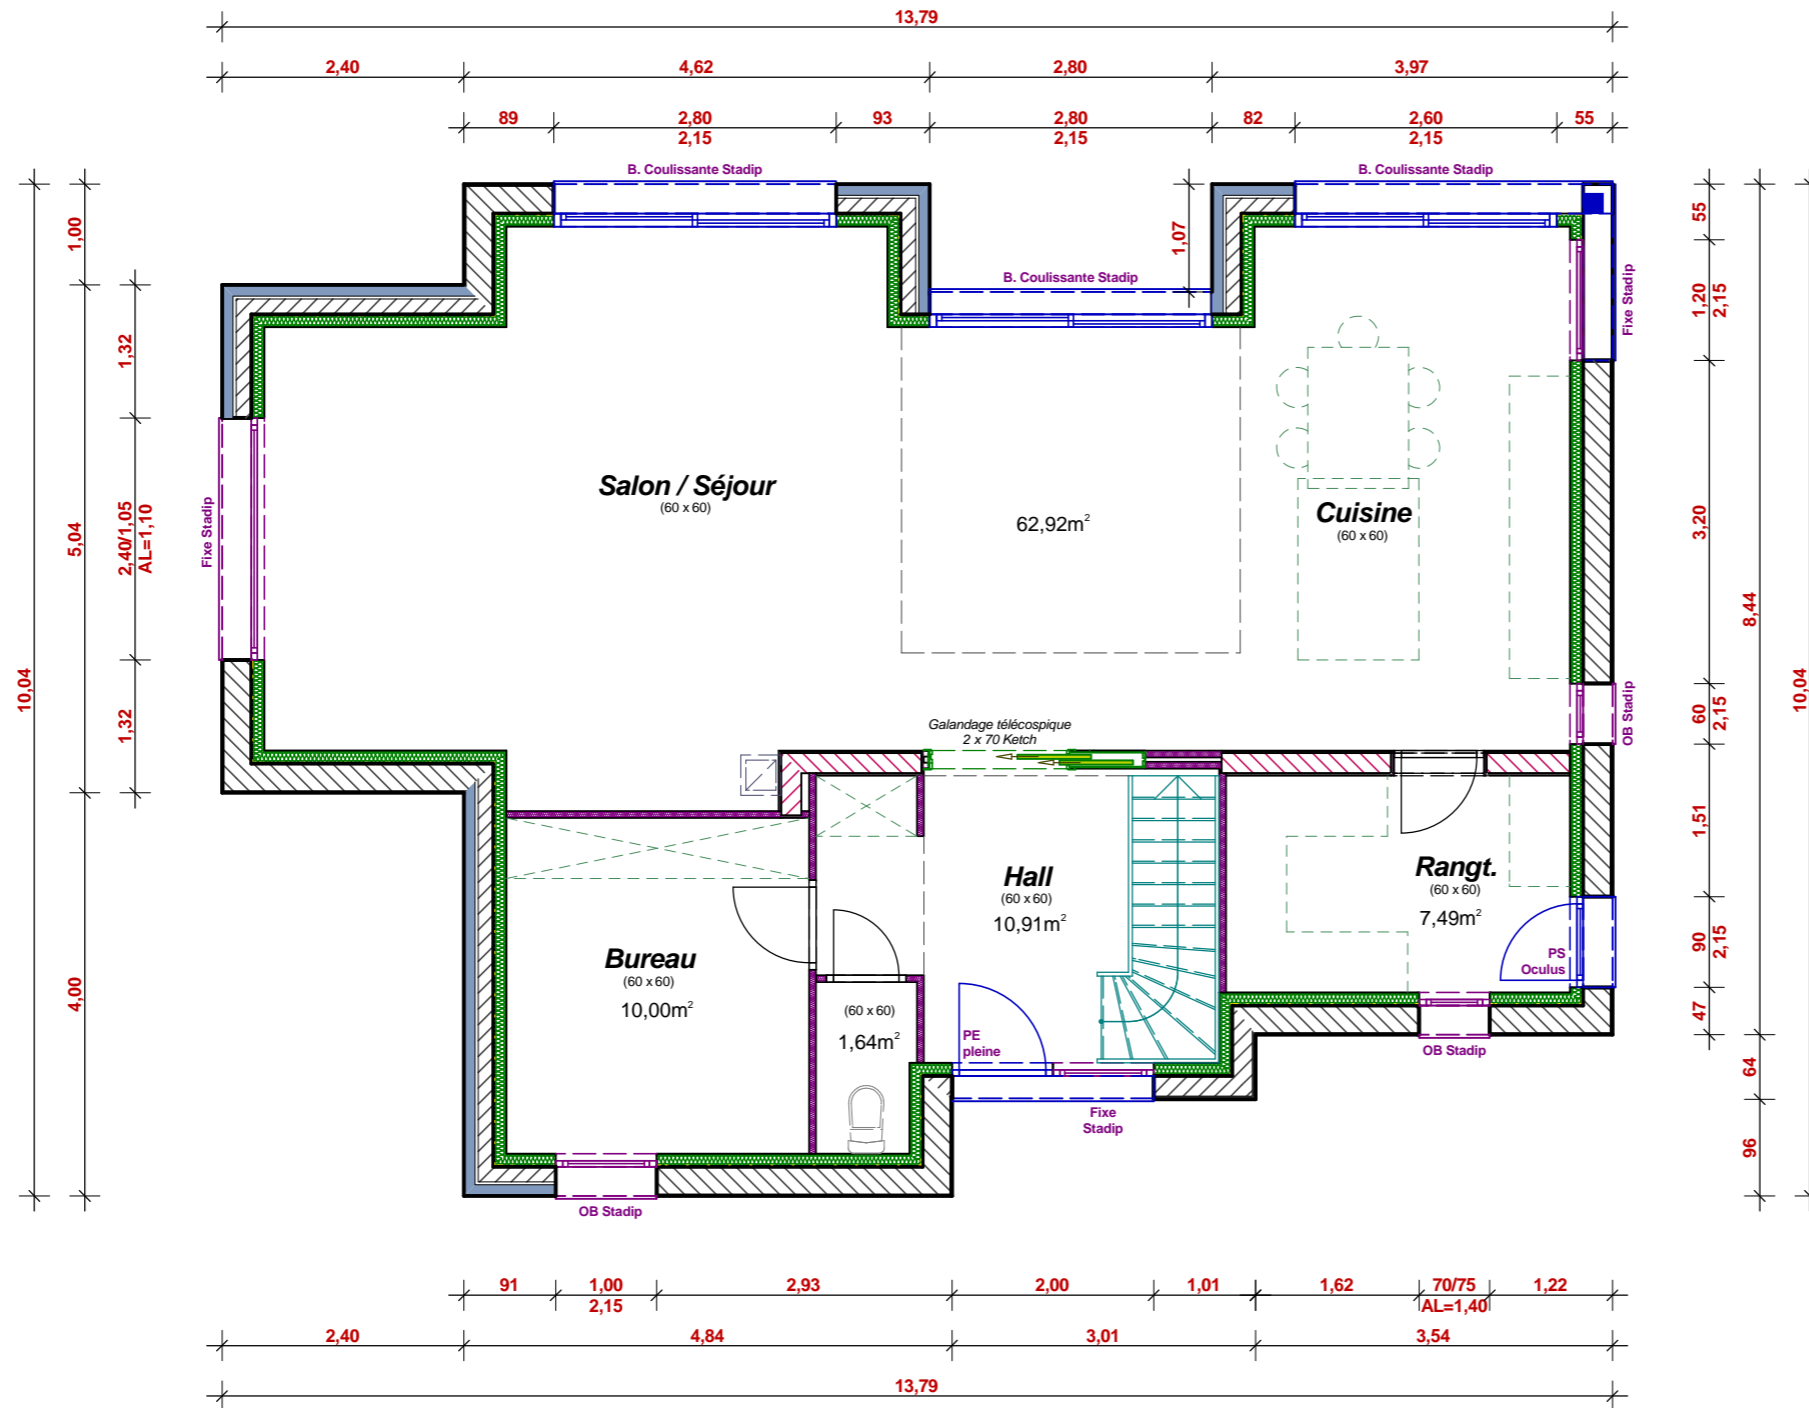 13,79
2,40 4,62 2,80 3,97
89 2,80 93 2,80 82 2,60 55
2,15 2,15 2,15
B. Coulissante Stadip B. Coulissante Stadip
B. Coulissante Stadip
1,07
10,04
1,00
5,04
4,00
1,32
2,40/1,05
AL=1,10
1,32
Fixe Stadip
Salon / Séjour
(60 x 60)
62,92m²
Cuisine
(60 x 60)
Fixe Stadip
OB Stadip
55
1,20
2,15
3,20
60
2,15
1,51
90
2,15
47
8,44
64
96
10,04
Galandage télécospique
2 x 70 Ketch
Hall
(60 x 60)
10,91m²
Rangt.
(60 x 60)
7,49m²
PS
Oculus
Bureau
(60 x 60)
10,00m²
(60 x 60)
1,64m²
PE
pleine
OB Stadip
Fixe
Stadip
OB Stadip
91 1,00 2,93 2,00 1,01 1,62 70/75 1,22
2,15 AL=1,40
2,40 4,84 3,01 3,54
13,79